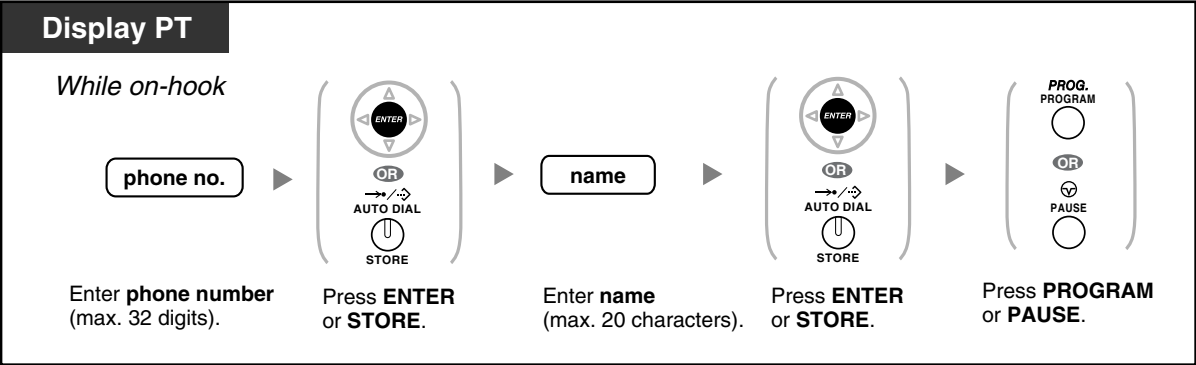 Display PT
While on-hook
phone no.
ENTER
OR
AUTO DIAL
STORE
name
ENTER
OR
AUTO DIAL
STORE
PROG.
PROGRAM
OR
PAUSE
Enter phone number
(max. 32 digits).
Press ENTER
or STORE.
Enter name
(max. 20 characters).
Press ENTER
or STORE.
Press PROGRAM
or PAUSE.